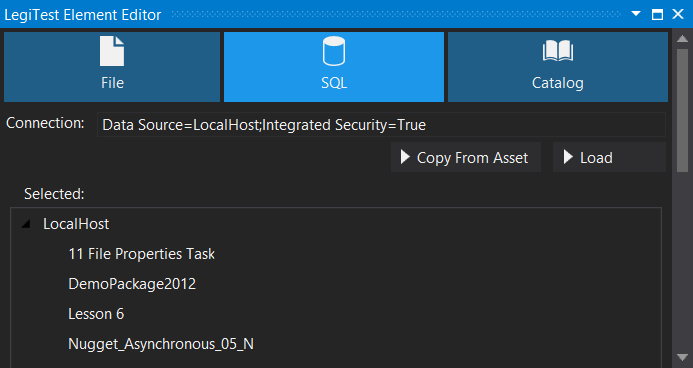 LegiTest Element Editor
File
SQL
Catalog
Connection: Data Source=LocalHost;Integrated Security=True
Copy From Asset
Load
Selected:
LocalHost
11 File Properties Task
DemoPackage2012
Lesson 6
Nugget_Asynchronous_05_N